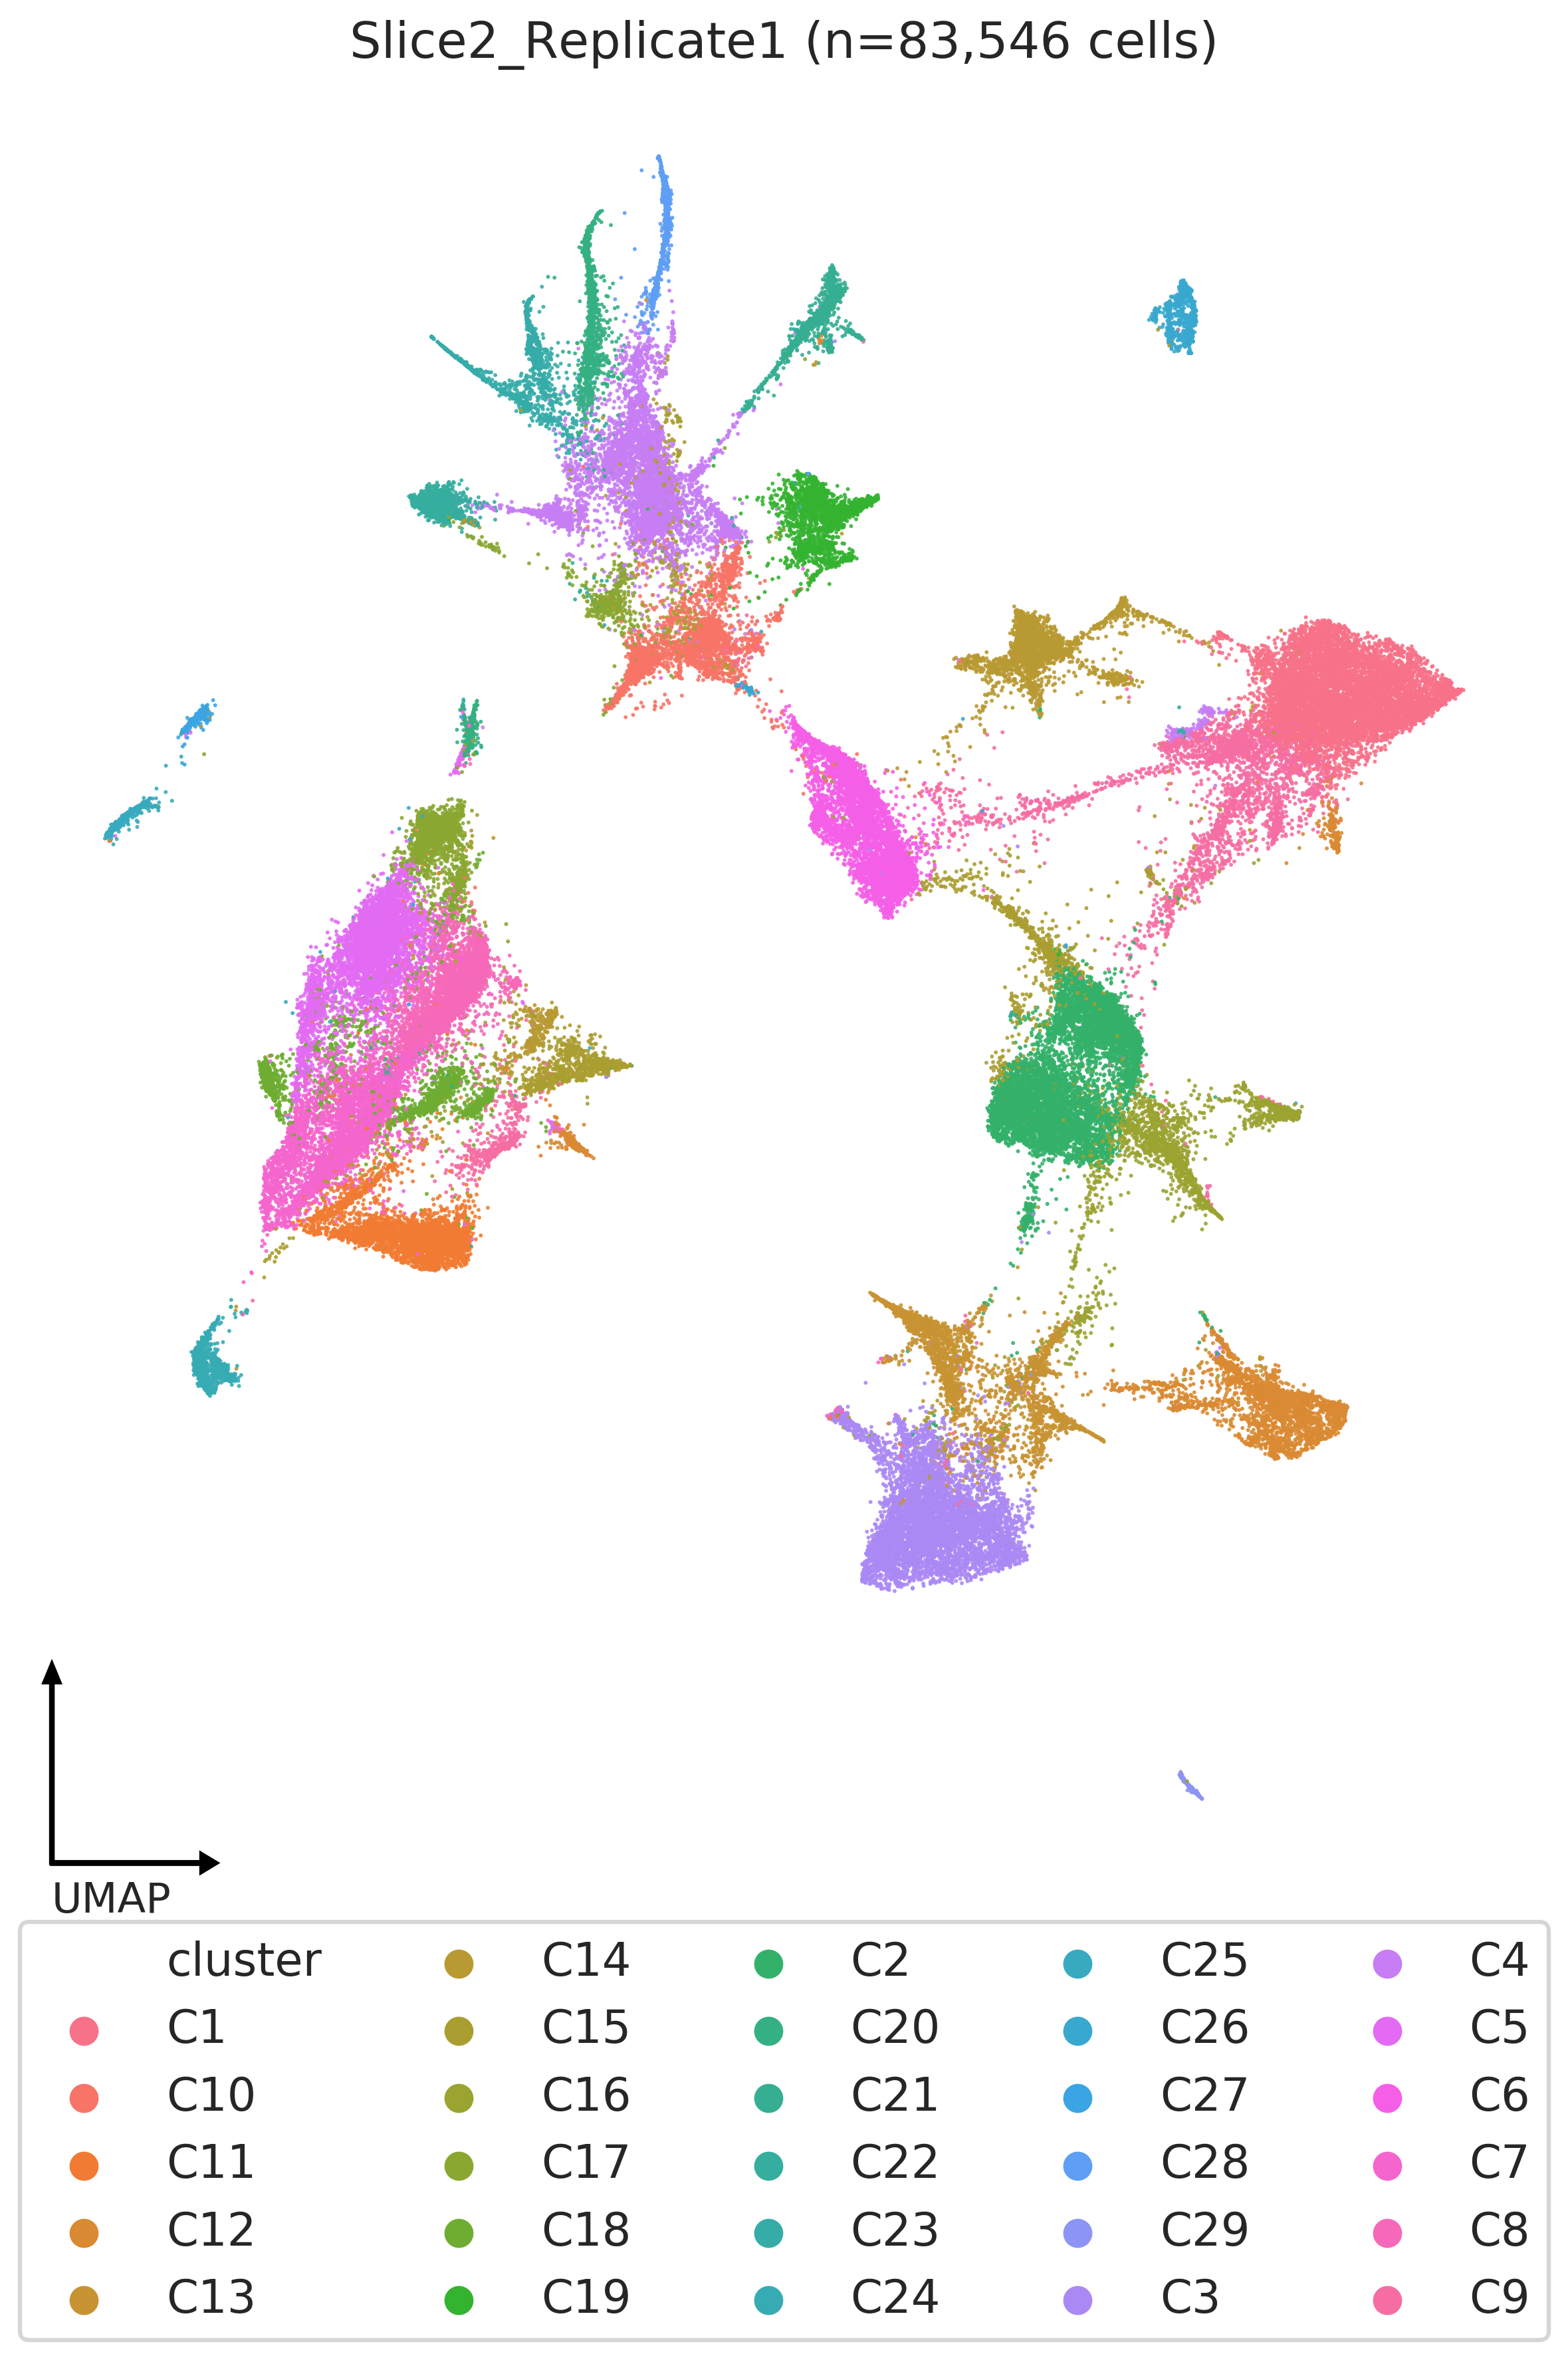 Slice2_Replicate1 (n=83,546 cells)
UMAP
cluster
C1
C10
C11
C12
C13
C14
C15
C16
C17
C18
C19
C2
C20
C21
C22
C23
C24
C25
C26
C27
C28
C29
C3
C4
C5
C6
C7
C8
C9